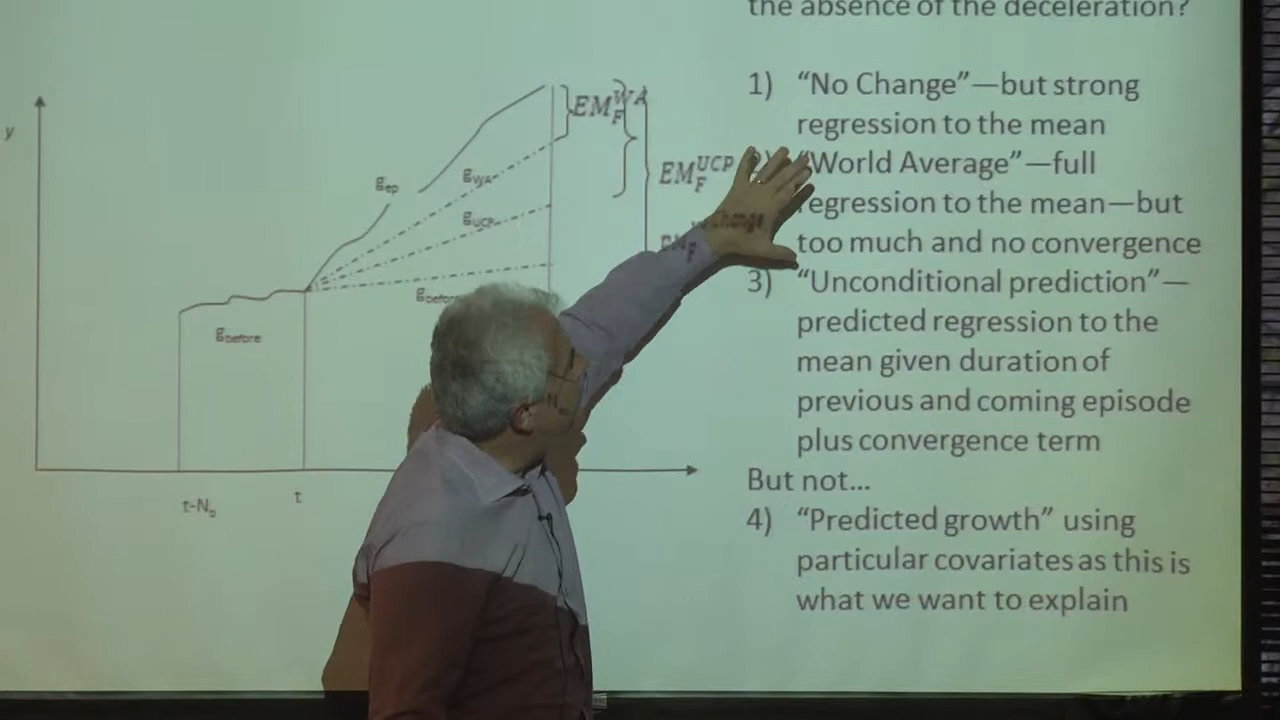 the absence of the deceleration?
1) “No Change”—but strong
regression to the mean
“World Average”—full
regression to the mean—but
too much and no convergence
3) “Unconditional prediction”—
predicted regression to the
mean given duration of
previous and coming episode
plus convergence term
But not…
4) “Predicted growth” using
particular covariates as this is
what we want to explain
y
EM_F^WA
g_ep
g_WA
EM_F^UCP
g_UCP
g_before
t-N_b
t